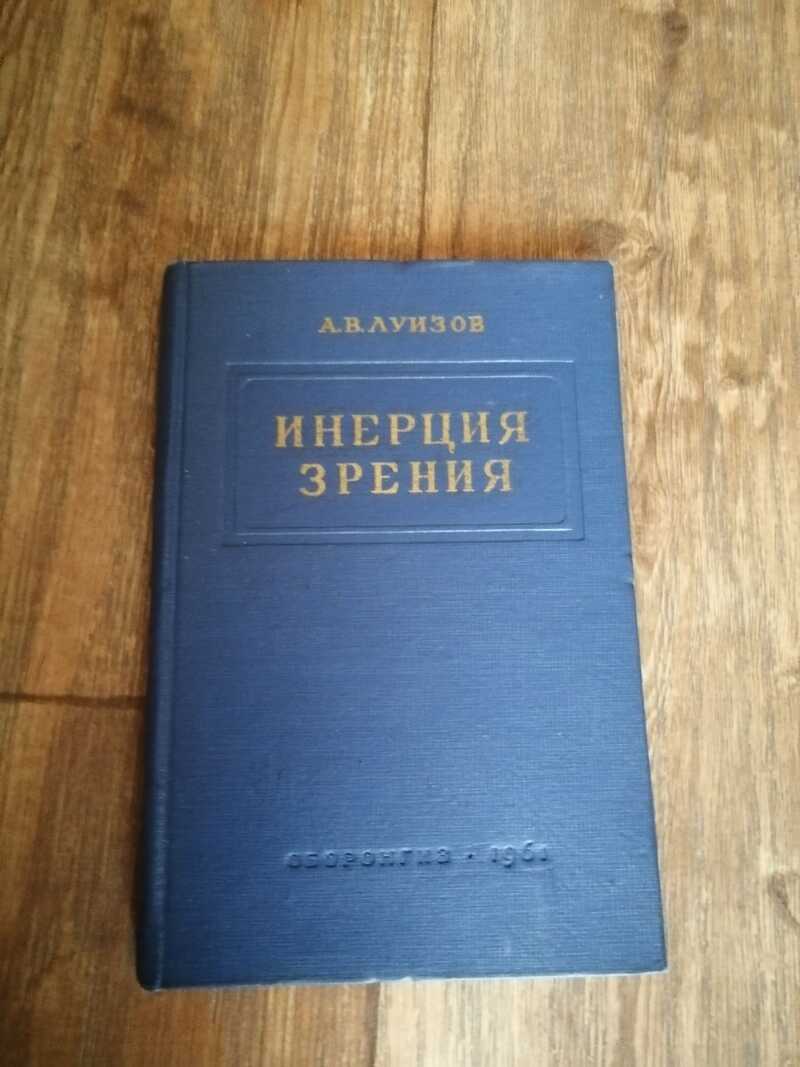 А.В.ЛУИЗОВ
ИНЕРЦИЯ
ЗРЕНИЯ
ОБОРОНГИЗ • 1961